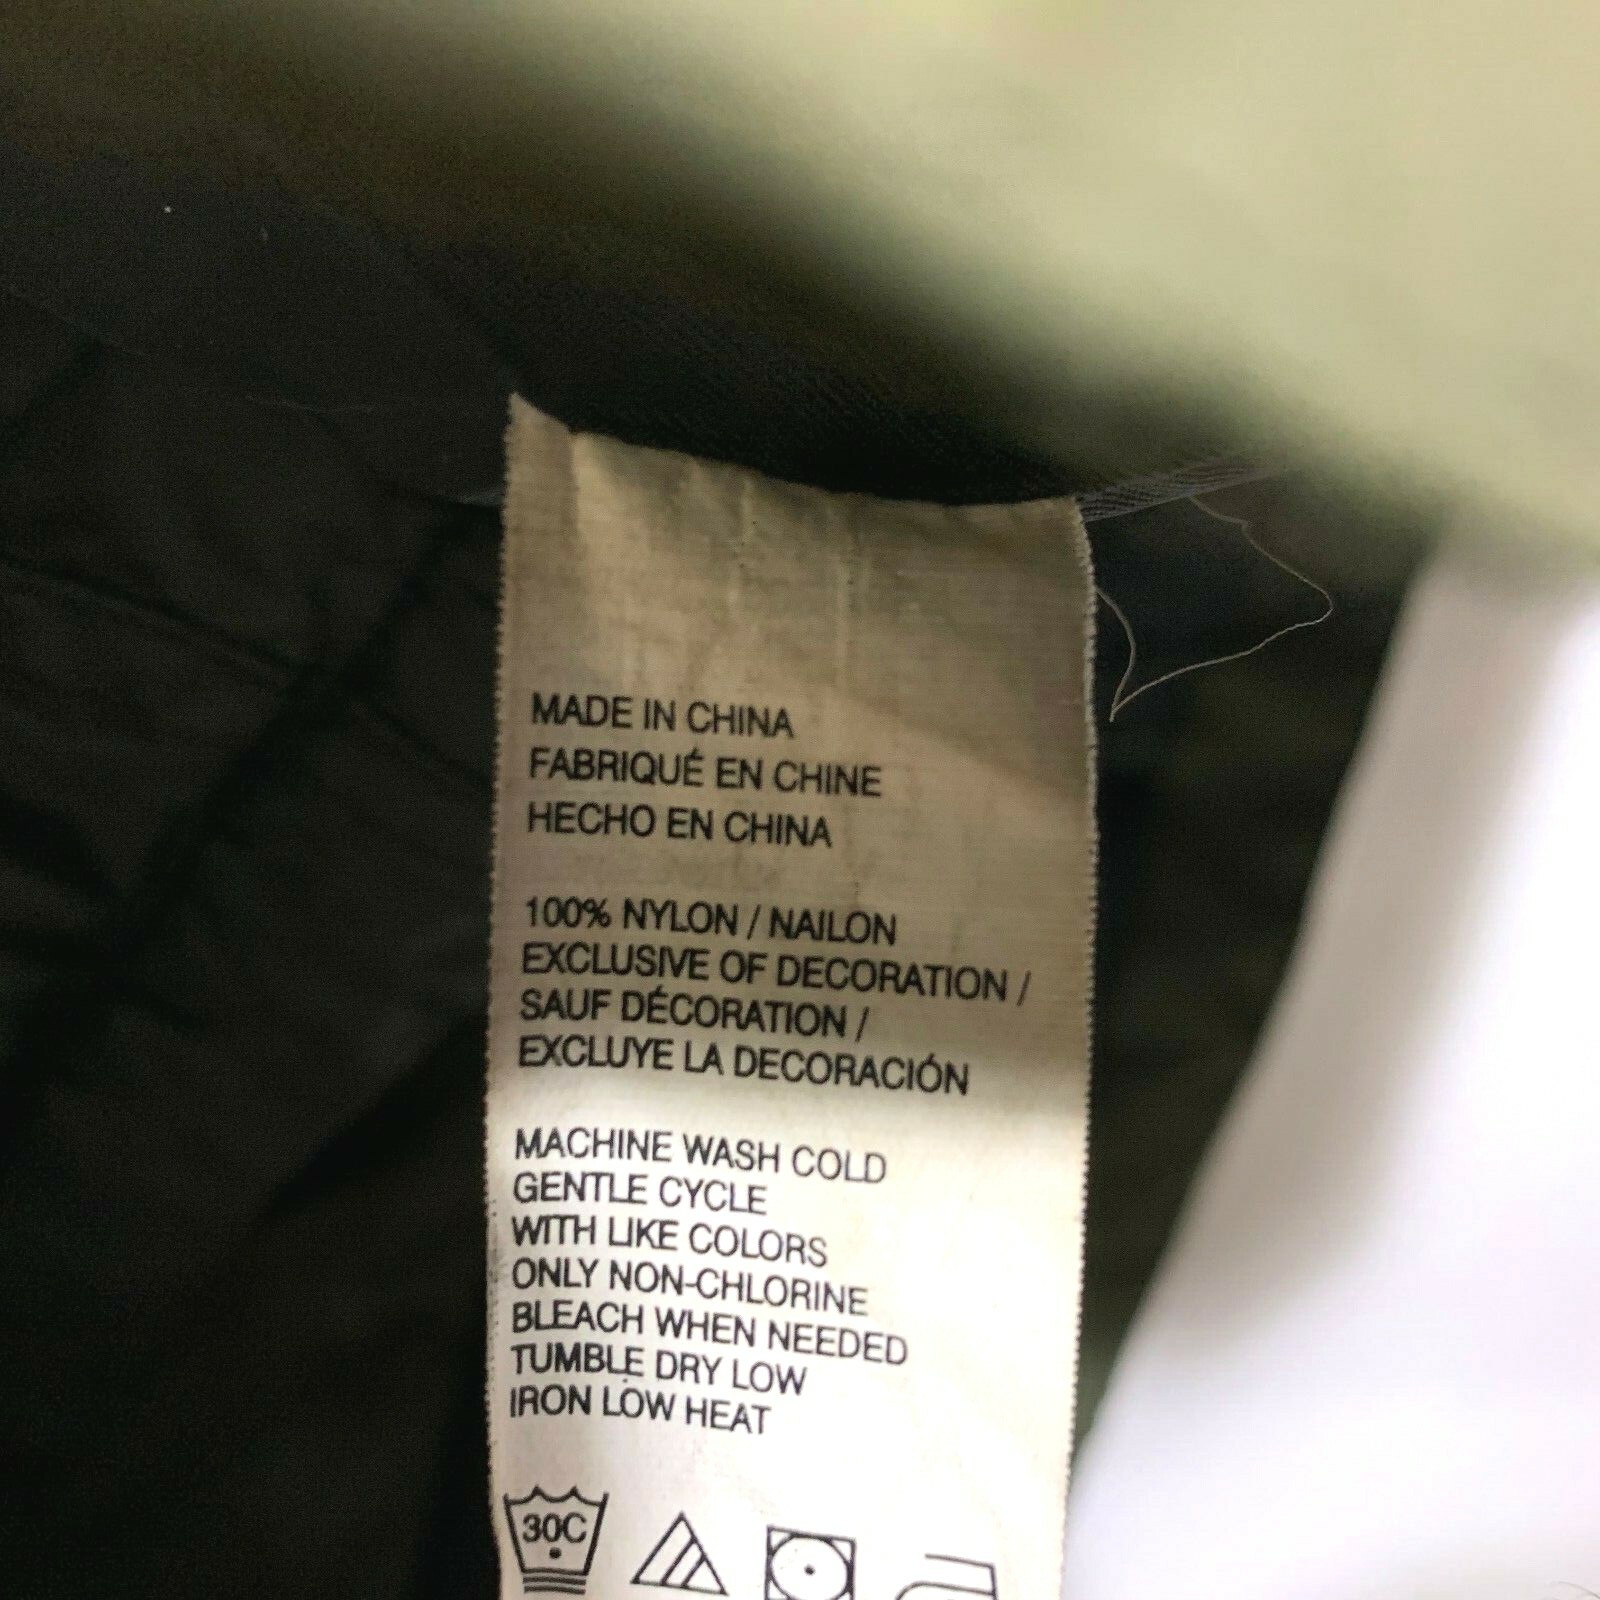 MADE IN CHINA
FABRIQUÉ EN CHINE
HECHO EN CHINA
100% NYLON / NAILON
EXCLUSIVE OF DECORATION /
SAUF DÉCORATION /
EXCLUYE LA DECORACIÓN
MACHINE WASH COLD
GENTLE CYCLE
WITH LIKE COLORS
ONLY NON-CHLORINE
BLEACH WHEN NEEDED
TUMBLE DRY LOW
IRON LOW HEAT
30C